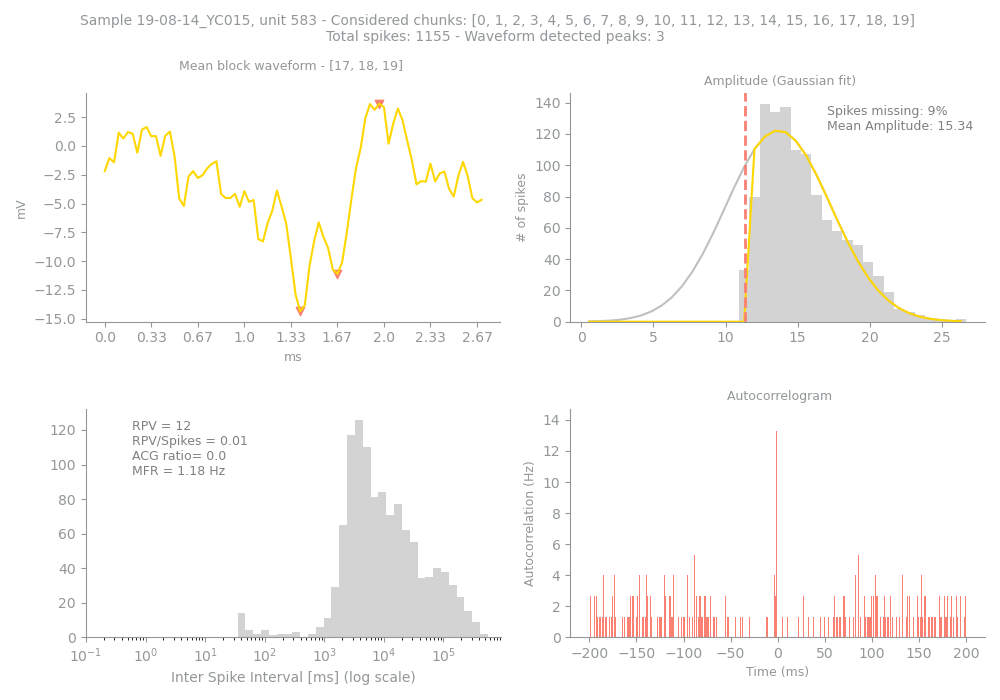 Sample 19-08-14_YC015, unit 583 - Considered chunks: [0, 1, 2, 3, 4, 5, 6, 7, 8, 9, 10, 11, 12, 13, 14, 15, 16, 17, 18, 19]
Total spikes: 1155 - Waveform detected peaks: 3
Mean block waveform - [17, 18, 19]
2.5
0.0
−2.5
−5.0
−7.5
−10.0
−12.5
−15.0
mV
0.0 0.33 0.67 1.0 1.33 1.67 2.0 2.33 2.67
ms
Amplitude (Gaussian fit)
Spikes missing: 9%
Mean Amplitude: 15.34
140
120
100
80
60
40
20
0
# of spikes
0 5 10 15 20 25
RPV = 12
RPV/Spikes = 0.01
ACG ratio= 0.0
MFR = 1.18 Hz
120
100
80
60
40
20
0
10⁻¹ 10⁰ 10¹ 10² 10³ 10⁴ 10⁵
Inter Spike Interval [ms] (log scale)
Autocorrelogram
14
12
10
8
6
4
2
0
Autocorrelation (Hz)
−200 −150 −100 −50 0 50 100 150 200
Time (ms)